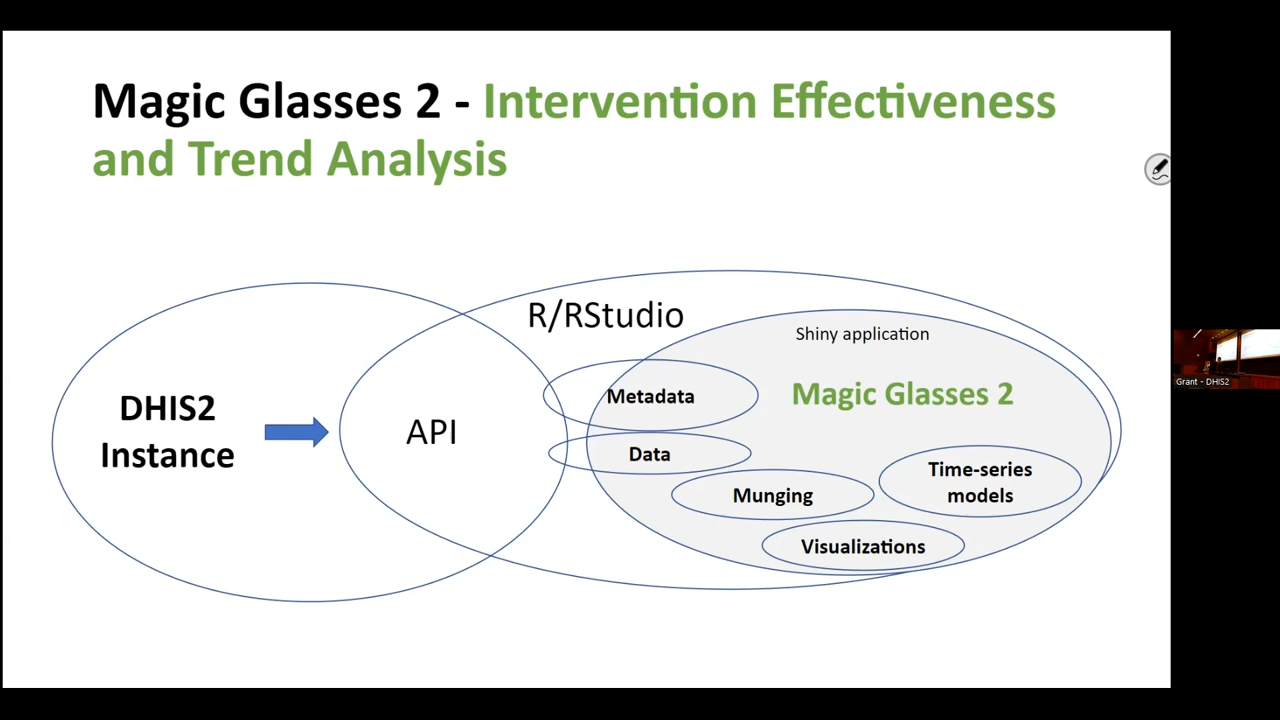 Magic Glasses 2 - Intervention Effectiveness
and Trend Analysis
R/RStudio
Shiny application
Magic Glasses 2
DHIS2
Instance
API
Metadata
Data
Munging
Time-series
models
Visualizations
Grant - DHIS2